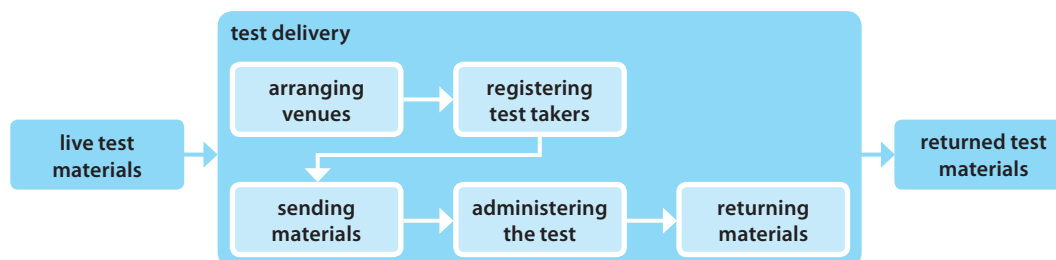 test delivery
arranging
venues
registering
test takers
live test
materials
returned test
materials
sending
materials
administering
the test
returning
materials